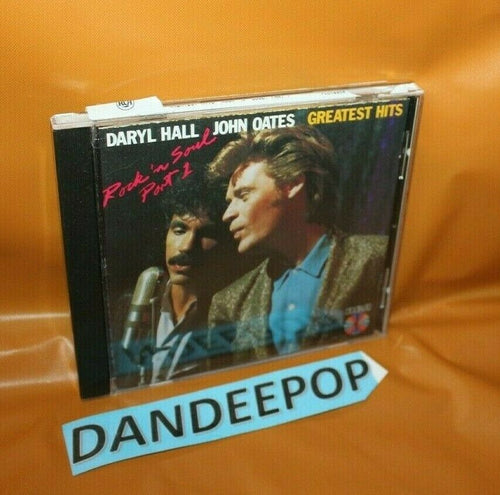 DARYL HALL JOHN OATES GREATEST HITS
Rock 'n Soul
Part 1
DANDEEPOP